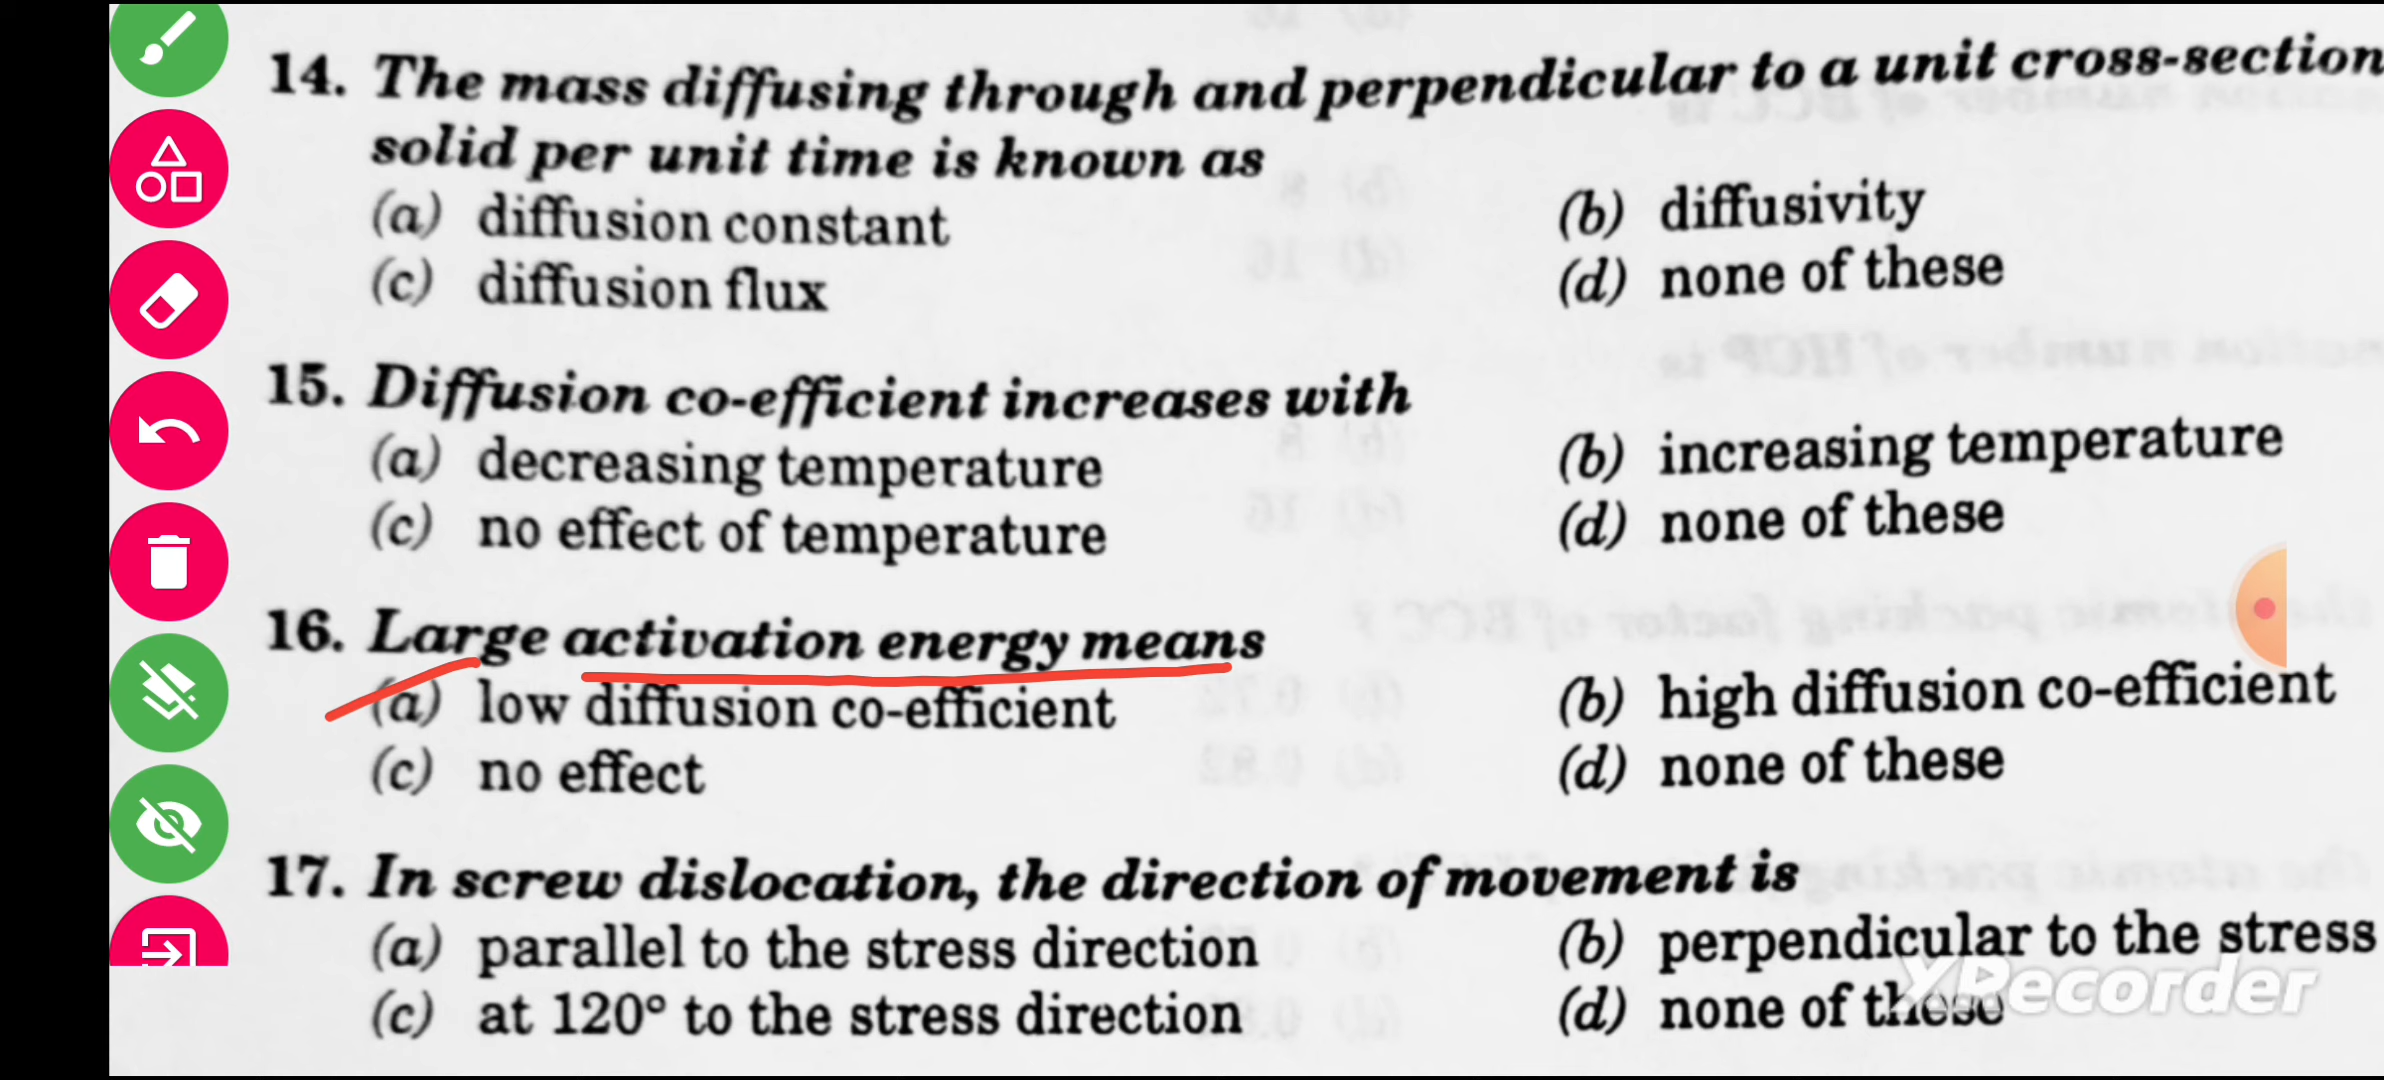 14. The mass diffusing through and perpendicular to a unit cross-section
solid per unit time is known as
(a) diffusion constant (b) diffusivity
(c) diffusion flux (d) none of these
15. Diffusion co-efficient increases with
(a) decreasing temperature (b) increasing temperature
(c) no effect of temperature (d) none of these
16. Large activation energy means
(a) low diffusion co-efficient (b) high diffusion co-efficient
(c) no effect (d) none of these
17. In screw dislocation, the direction of movement is
(a) parallel to the stress direction (b) perpendicular to the stress
(c) at 120° to the stress direction (d) none of these
XRecorder